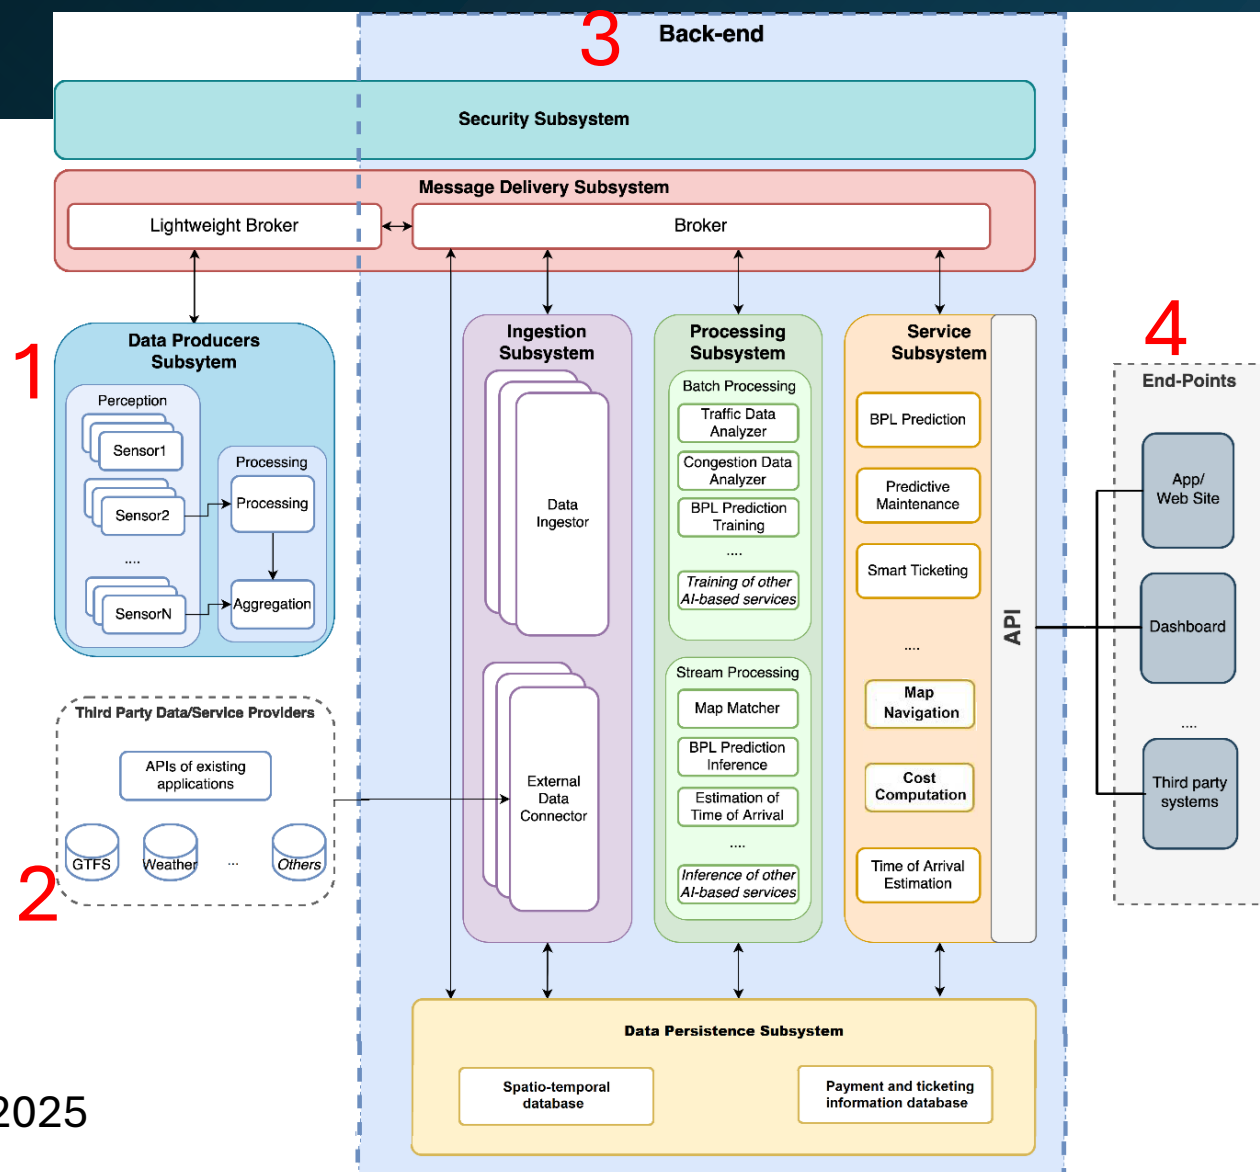 3
Back-end
Security Subsystem
Message Delivery Subsystem
Lightweight Broker
Broker
1
Data Producers
Subsytem
Perception
Sensor1
Sensor2
....
SensorN
Processing
Processing
Aggregation
2
Third Party Data/Service Providers
APIs of existing
applications
GTFS
Weather
...
Others
Ingestion
Subsystem
Data
Ingestor
External
Data
Connector
Processing
Subsystem
Batch Processing
Traffic Data
Analyzer
Congestion Data
Analyzer
BPL Prediction
Training
....
Training of other
AI-based services
Stream Processing
Map Matcher
BPL Prediction
Inference
Estimation of
Time of Arrival
....
Inference of other
AI-based services
Service
Subsystem
BPL Prediction
Predictive
Maintenance
Smart Ticketing
....
Map
Navigation
Cost
Computation
Time of Arrival
Estimation
API
4
End-Points
App/
Web Site
Dashboard
....
Third party
systems
Data Persistence Subsystem
Spatio-temporal
database
Payment and ticketing
information database
2025